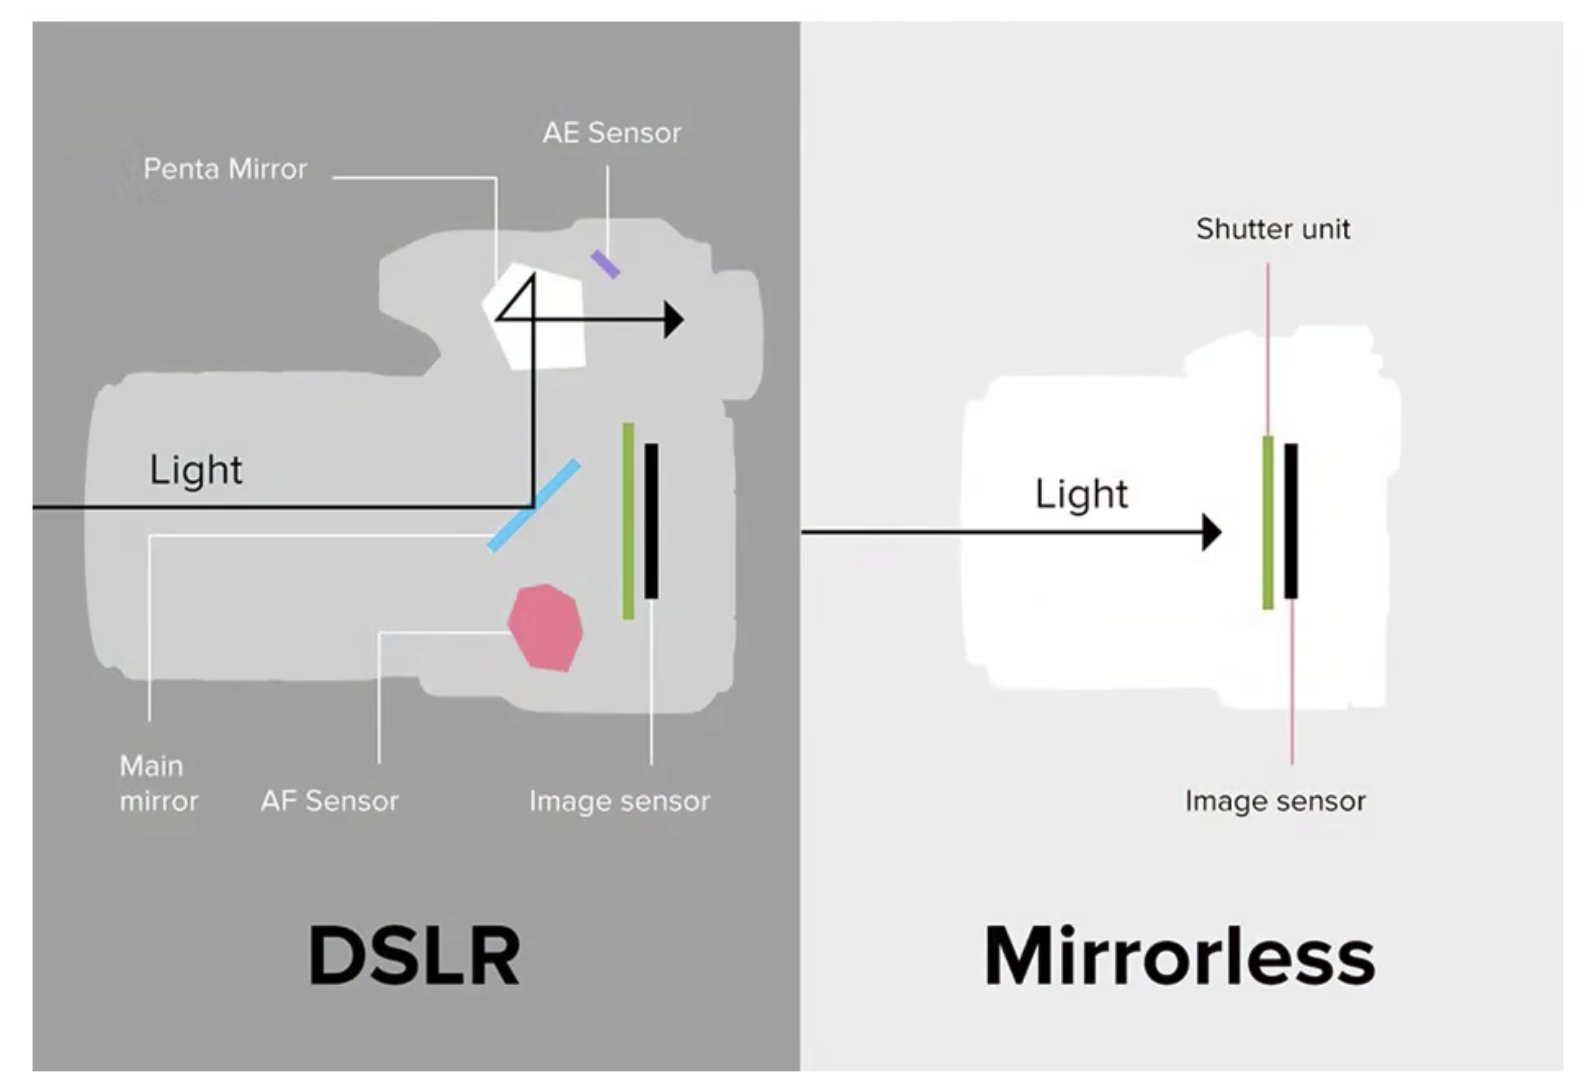 AE Sensor
Penta Mirror
Light
Main
mirror
AF Sensor
Image sensor
DSLR
Shutter unit
Light
Image sensor
Mirrorless